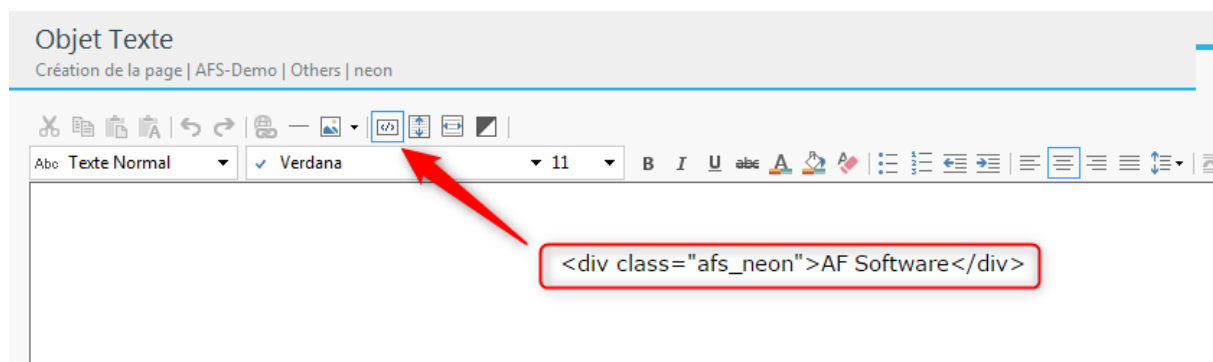 Objet Texte
Création de la page | AFS-Demo | Others | neon
Abc Texte Normal Verdana 11 B I U abc A
<div class="afs_neon">AF Software</div>